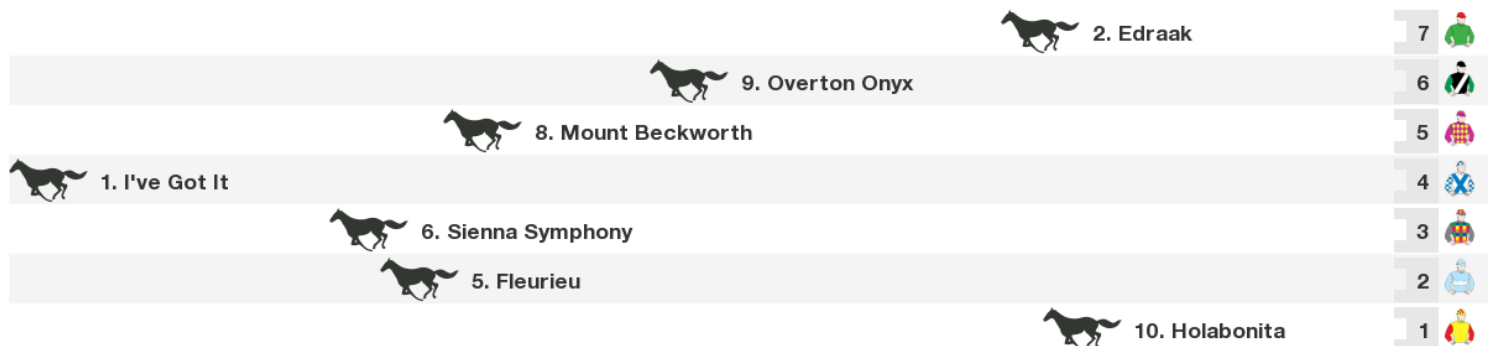 2. Edraak 7
9. Overton Onyx 6
8. Mount Beckworth 5
1. I've Got It 4
6. Sienna Symphony 3
5. Fleurieu 2
10. Holabonita 1